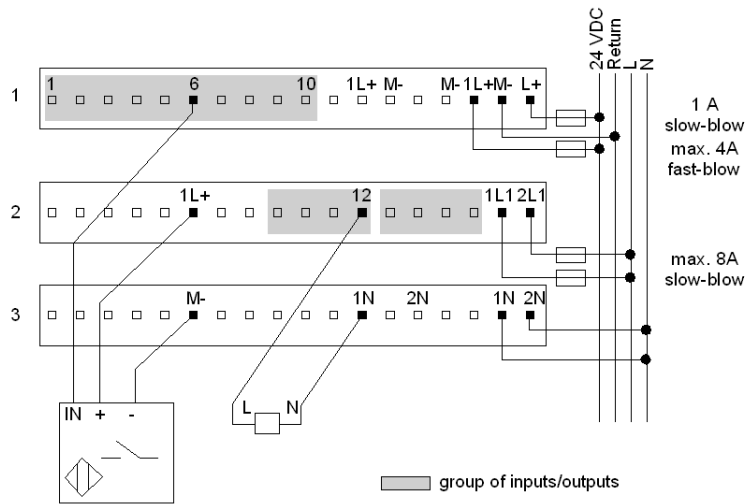 24 VDC
Return
L
N
1
1 6 10 1L+ M- M- 1L+ M- L+
1 A
slow-blow
max. 4A
fast-blow
2
1L+ 12 1L1 2L1
max. 8A
slow-blow
3
M- 1N 2N 1N 2N
IN + -
L N
group of inputs/outputs